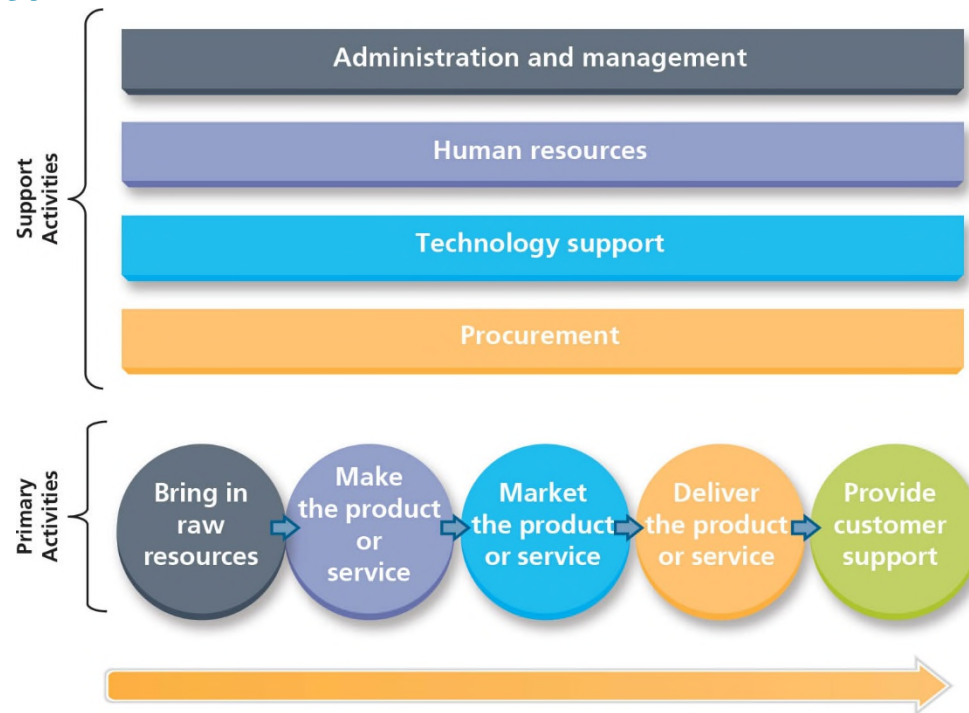 Support
Activities
Administration and management
Human resources
Technology support
Procurement
Primary
Activities
Bring in
raw
resources
Make
the product
or
service
Market
the product
or service
Deliver
the product
or service
Provide
customer
support